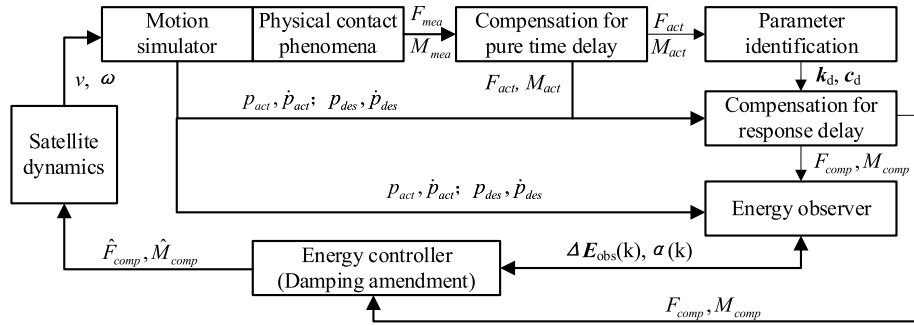 Motion
simulator
Physical contact
phenomena
F_mea
M_mea
Compensation for
pure time delay
F_act
M_act
Parameter
identification
v, ω
F_act, M_act
k_d, c_d
p_act, ṗ_act; p_des, ṗ_des
Compensation for
response delay
Satellite
dynamics
F_comp, M_comp
p_act, ṗ_act; p_des, ṗ_des
Energy observer
F̂_comp, M̂_comp
Energy controller
(Damping amendment)
ΔE_obs(k), α(k)
F_comp, M_comp